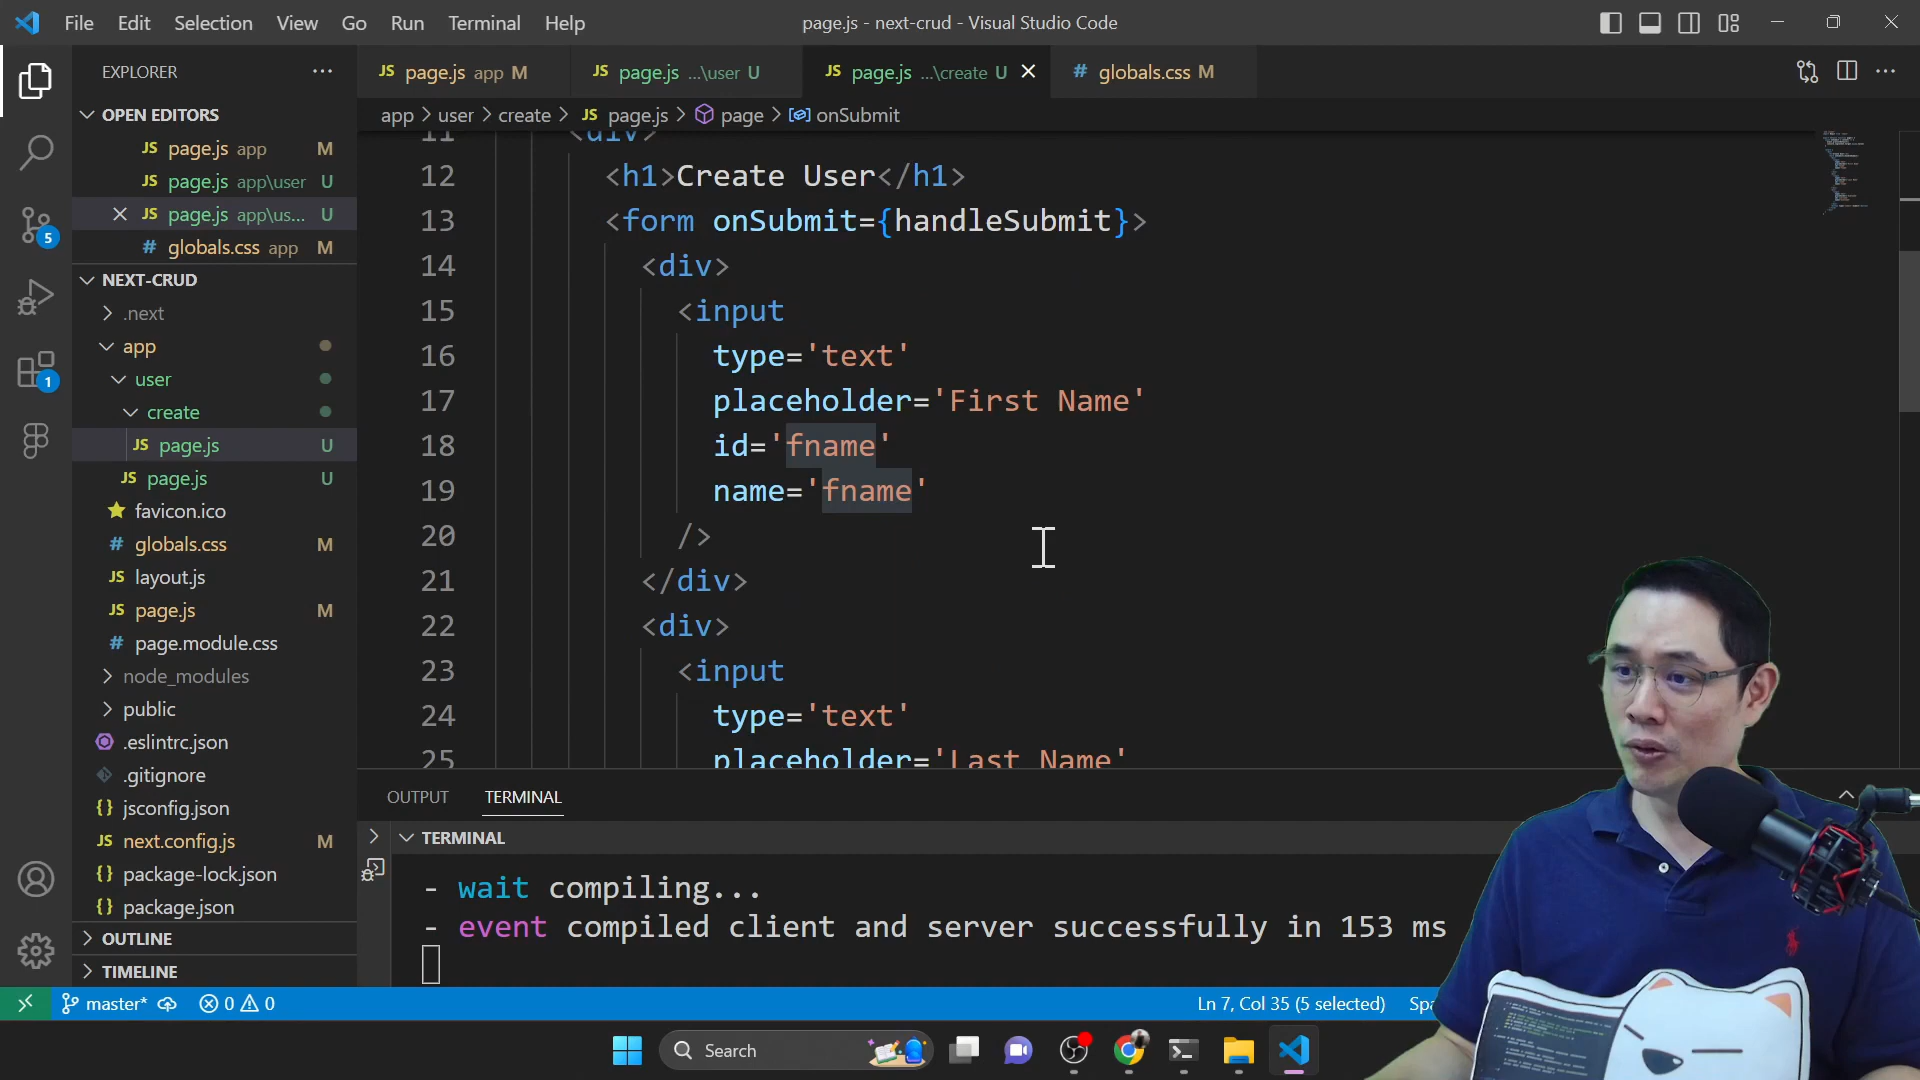 File Edit Selection View Go Run Terminal Help
page.js - next-crud - Visual Studio Code
EXPLORER
JS page.js app M
JS page.js ...\user U
JS page.js ...\create U
# globals.css M
OPEN EDITORS
JS page.js app M
JS page.js app\user U
JS page.js app\us... U
# globals.css app M
NEXT-CRUD
.next
app
user
create
JS page.js U
JS page.js U
favicon.ico
# globals.css M
JS layout.js
JS page.js M
# page.module.css
node_modules
public
.eslintrc.json
.gitignore
{} jsconfig.json
JS next.config.js M
{} package-lock.json
{} package.json
OUTLINE
TIMELINE
5
1
app > user > create > JS page.js > page > onSubmit
11 <div>
12 <h1>Create User</h1>
13 <form onSubmit={handleSubmit}>
14 <div>
15 <input
16 type='text'
17 placeholder='First Name'
18 id='fname'
19 name='fname'
20 />
21 </div>
22 <div>
23 <input
24 type='text'
25 placeholder='Last Name'
OUTPUT TERMINAL
TERMINAL
- wait compiling...
- event compiled client and server successfully in 153 ms
master* 0 0
Ln 7, Col 35 (5 selected) Spa
Search